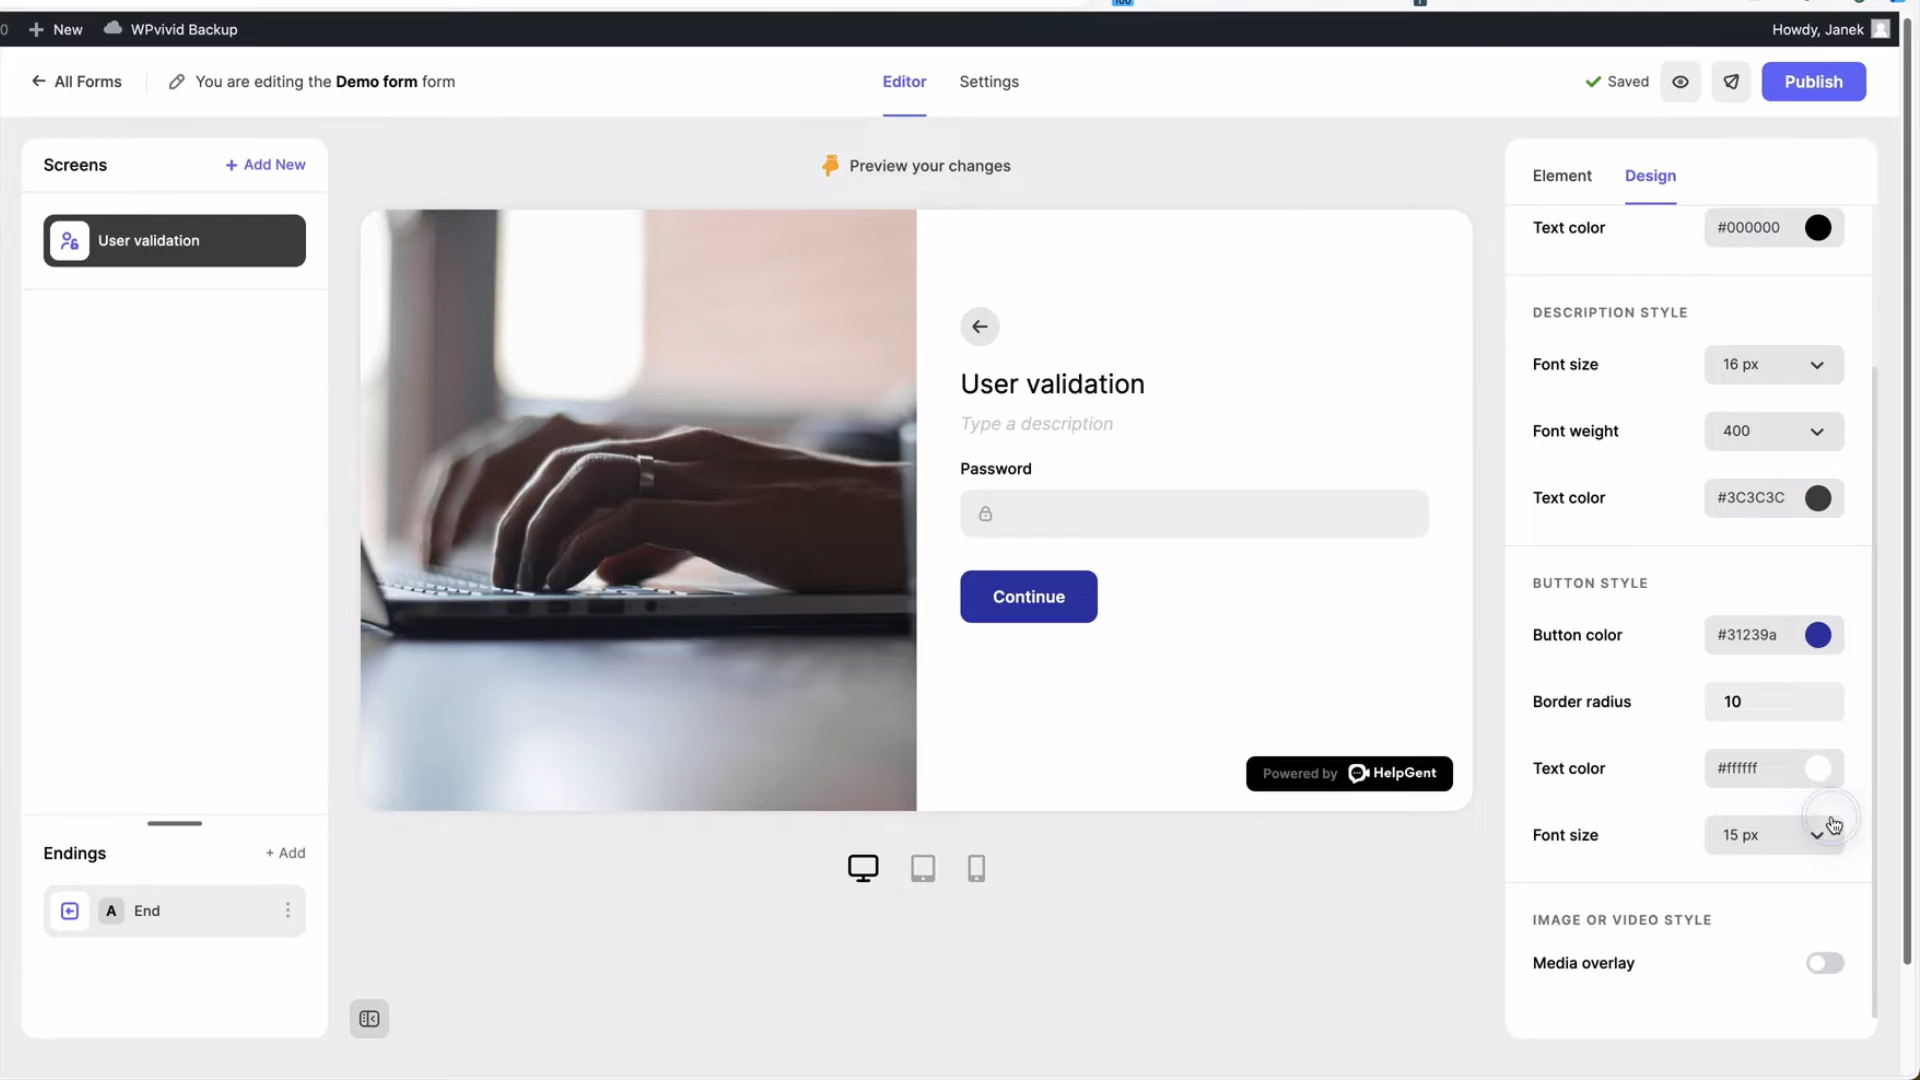 0 New WPvivid Backup Howdy, Janek
All Forms You are editing the Demo form form Editor Settings Saved Publish
Screens + Add New
User validation
Endings + Add
A End
Preview your changes
User validation
Type a description
Password
Continue
Powered by HelpGent
Element Design
Text color #000000
DESCRIPTION STYLE
Font size 16 px
Font weight 400
Text color #3C3C3C
BUTTON STYLE
Button color #31239a
Border radius 10
Text color #ffffff
Font size 15 px
IMAGE OR VIDEO STYLE
Media overlay